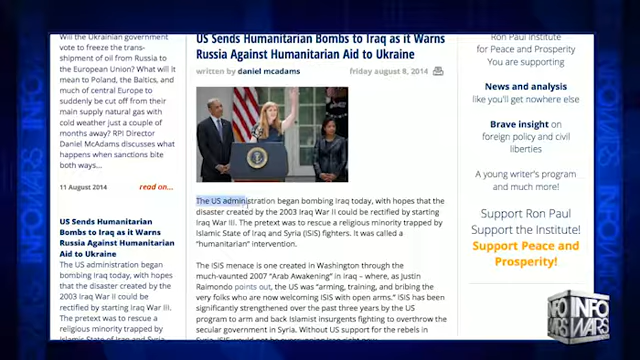 Will the Ukrainian government
vote to freeze the trans-
shipment of oil from Russia to
the European Union? What will it
mean to Poland, the Baltics, and
much of central Europe to
suddenly be cut off from their
main supply natural gas with
cold weather just a couple of
months away? RPI Director
Daniel McAdams discusses what
happens when sanctions bite
both ways...
11 August 2014
read on...
US Sends Humanitarian
Bombs to Iraq as it Warns
Russia Against Humanitarian
Aid to Ukraine
The US administration began
bombing Iraq today, with hopes
that the disaster created by the
2003 Iraq War II could be
rectified by starting Iraq War III.
The pretext was to rescue a
religious minority trapped by
US Sends Humanitarian Bombs to Iraq as it Warns
Russia Against Humanitarian Aid to Ukraine
written by daniel mcadams
friday august 8, 2014
The US administration began bombing Iraq today, with hopes that the
disaster created by the 2003 Iraq War II could be rectified by starting
Iraq War III. The pretext was to rescue a religious minority trapped by
Islamic State of Iraq and Syria (ISIS) fighters. It was called a
"humanitarian" intervention.
The ISIS menace is one created in Washington through the
much-vaunted 2007 "Arab Awakening" in Iraq – where, as Justin
Raimondo points out, the US was "arming, training, and bribing the
very folks who are now welcoming ISIS with open arms." ISIS has been
significantly strengthened over the past three years by the US
program to arm and back Islamist insurgents fighting to overthrow the
secular government in Syria. Without US support for the rebels in
Ron Paul Institute
for Peace and Prosperity
You are supporting
News and analysis
like you'll get nowhere else
Brave insight on
foreign policy and civil
liberties
A young writer's program
and much more!
Support Ron Paul
Support the Institute!
Support Peace and
Prosperity!
INFO
WARS
INFO
WARS